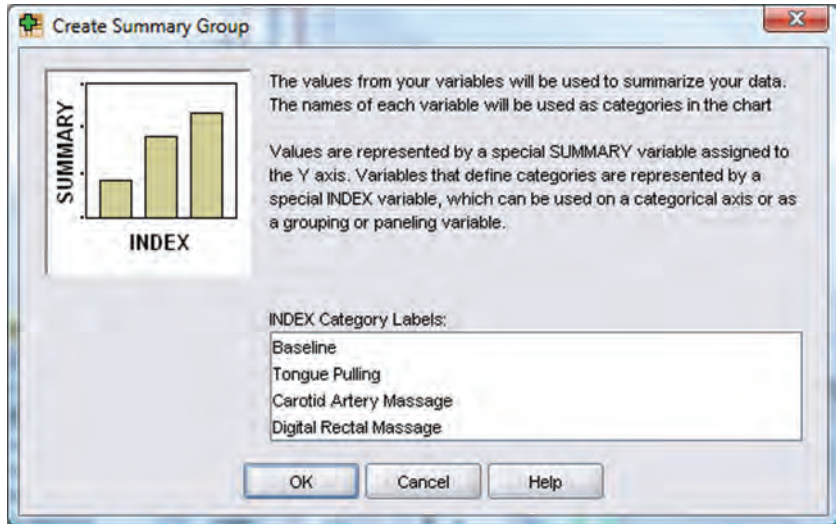 Create Summary Group
SUMMARY
INDEX
The values from your variables will be used to summarize your data.
The names of each variable will be used as categories in the chart
Values are represented by a special SUMMARY variable assigned to
the Y axis. Variables that define categories are represented by a
special INDEX variable, which can be used on a categorical axis or as
a grouping or paneling variable.
INDEX Category Labels:
Baseline
Tongue Pulling
Carotid Artery Massage
Digital Rectal Massage
OK
Cancel
Help